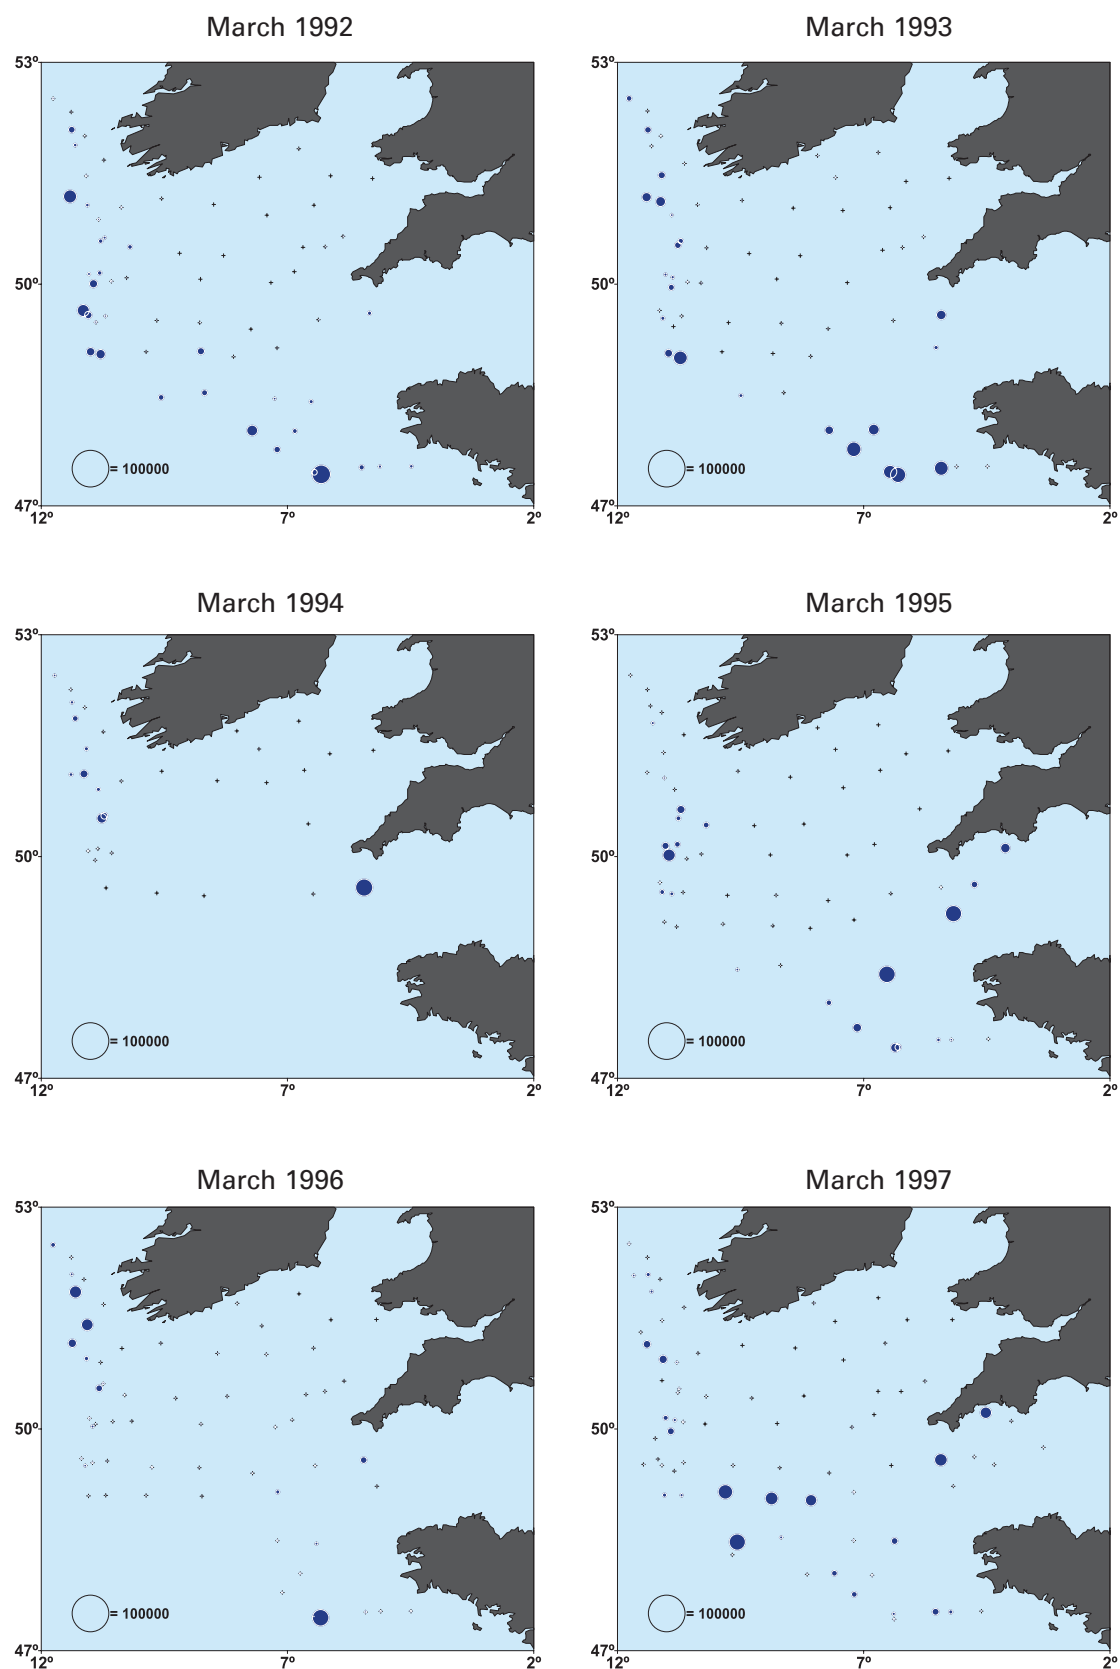 March 1992
March 1993
53º
53º
50º
50º
= 100000
= 100000
47º
47º
12º
7º
2º
12º
7º
2º
March 1994
March 1995
53º
53º
50º
50º
= 100000
= 100000
47º
47º
12º
7º
2º
12º
7º
2º
March 1996
March 1997
53º
53º
50º
50º
= 100000
= 100000
47º
47º
12º
7º
2º
12º
7º
2º